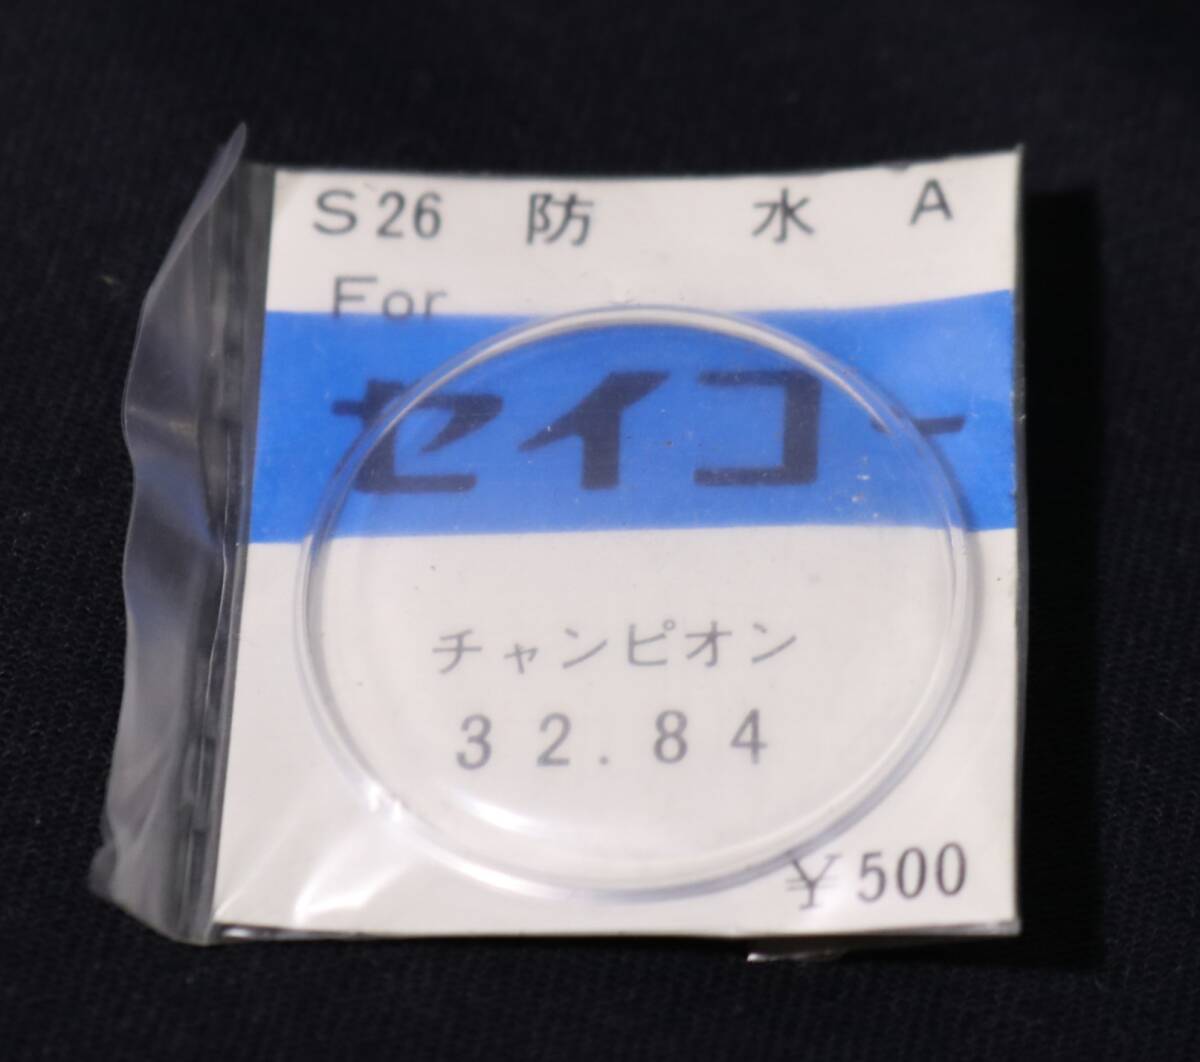 S26 防 水 A
For
セイコー
チャンピオン
32.84
￥500